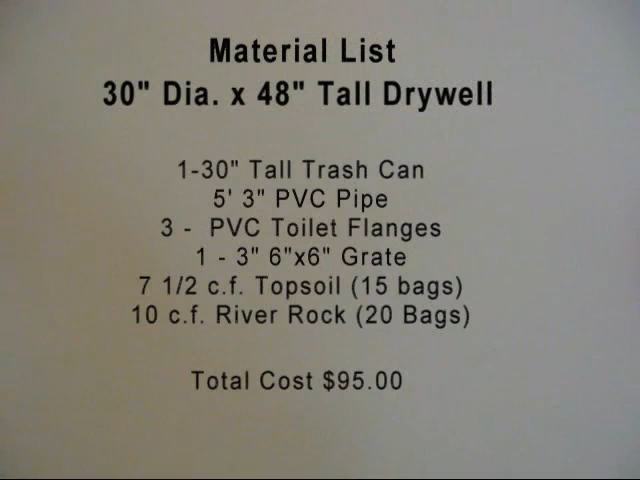 Material List
30" Dia. x 48" Tall Drywell
1-30" Tall Trash Can
5' 3" PVC Pipe
3 - PVC Toilet Flanges
1 - 3" 6"x6" Grate
7 1/2 c.f. Topsoil (15 bags)
10 c.f. River Rock (20 Bags)
Total Cost $95.00